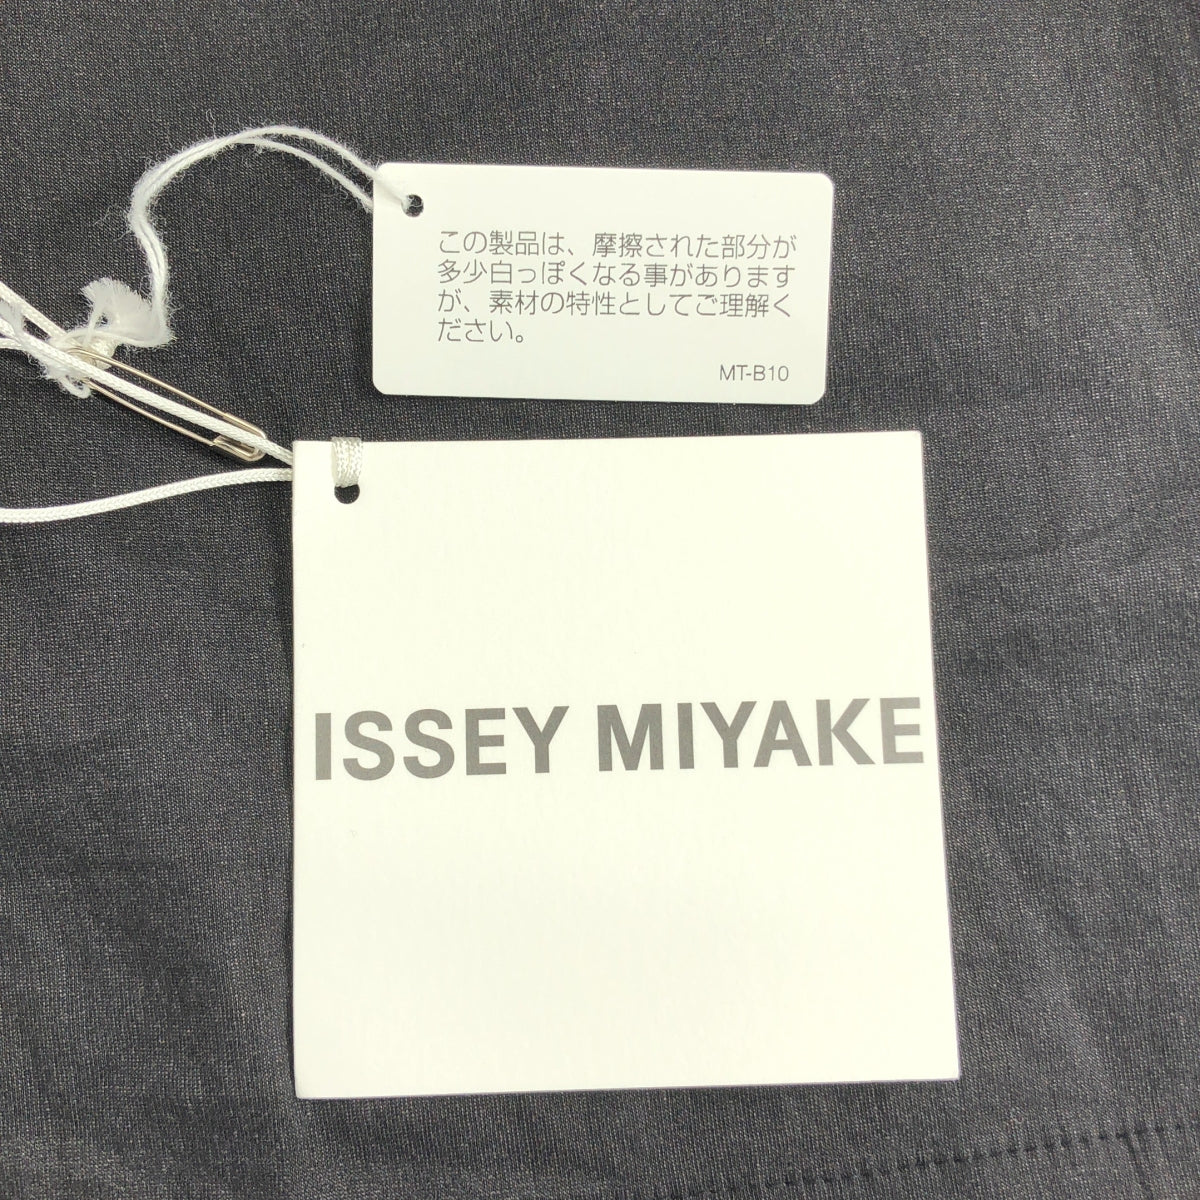 この製品は、摩擦された部分が
多少白っぽくなる事があります
が、素材の特性としてご理解く
ださい。
MT-B10
ISSEY MIYAKE